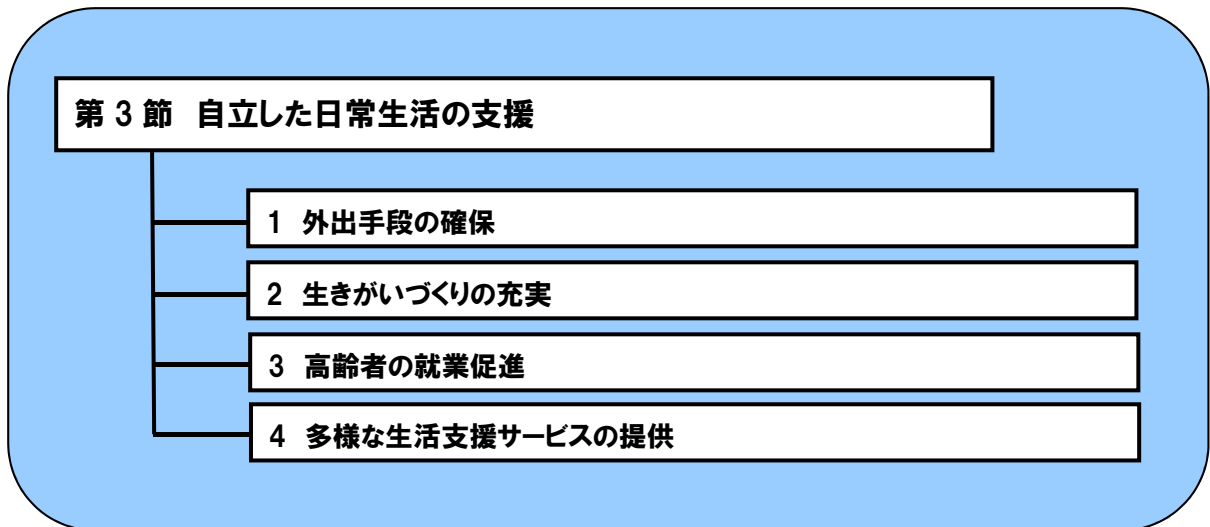 第3節 自立した日常生活の支援
1 外出手段の確保
2 生きがいづくりの充実
3 高齢者の就業促進
4 多様な生活支援サービスの提供